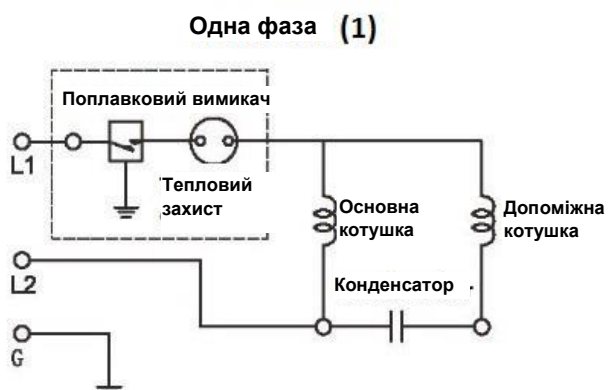 Одна фаза (1)
Поплавковий вимикач
L1
Тепловий
захист
Основна
котушка
Допоміжна
котушка
L2
Конденсатор
G